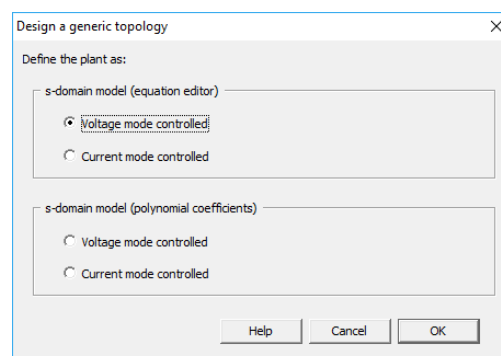 Design a generic topology
Define the plant as:
s-domain model (equation editor)
Voltage mode controlled
Current mode controlled
s-domain model (polynomial coefficients)
Voltage mode controlled
Current mode controlled
Help Cancel OK